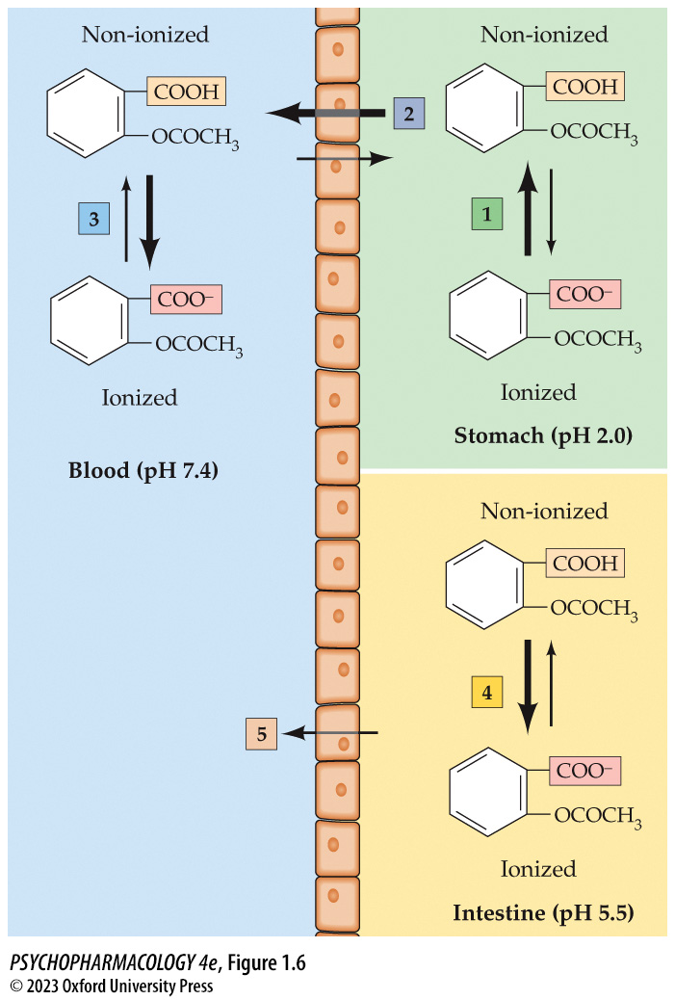 Non-ionized
COOH
OCOCH3
3
COO–
OCOCH3
Ionized
Blood (pH 7.4)
2
Non-ionized
COOH
OCOCH3
1
COO–
OCOCH3
Ionized
Stomach (pH 2.0)
Non-ionized
COOH
OCOCH3
4
5
COO–
OCOCH3
Ionized
Intestine (pH 5.5)
PSYCHOPHARMACOLOGY 4e, Figure 1.6
© 2023 Oxford University Press